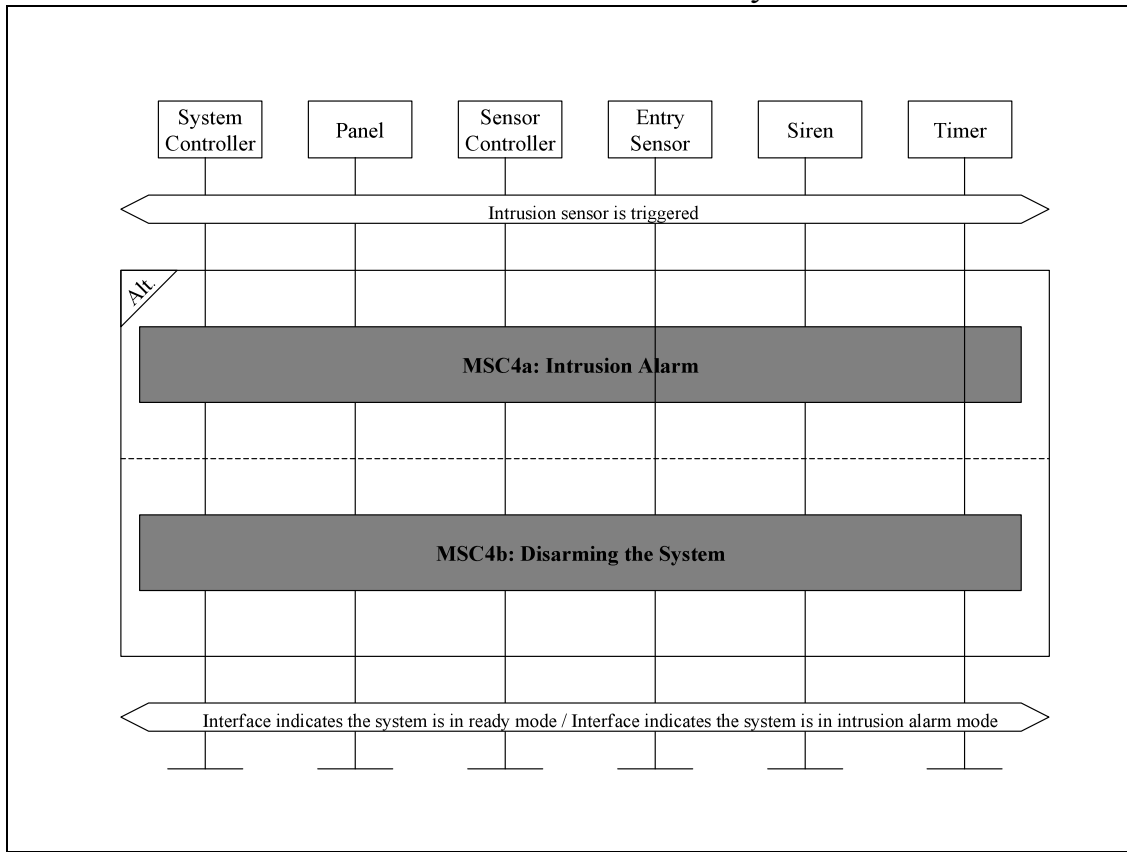 System
Controller
Panel
Sensor
Controller
Entry
Sensor
Siren
Timer
Intrusion sensor is triggered
Alt.
MSC4a: Intrusion Alarm
MSC4b: Disarming the System
Interface indicates the system is in ready mode / Interface indicates the system is in intrusion alarm mode